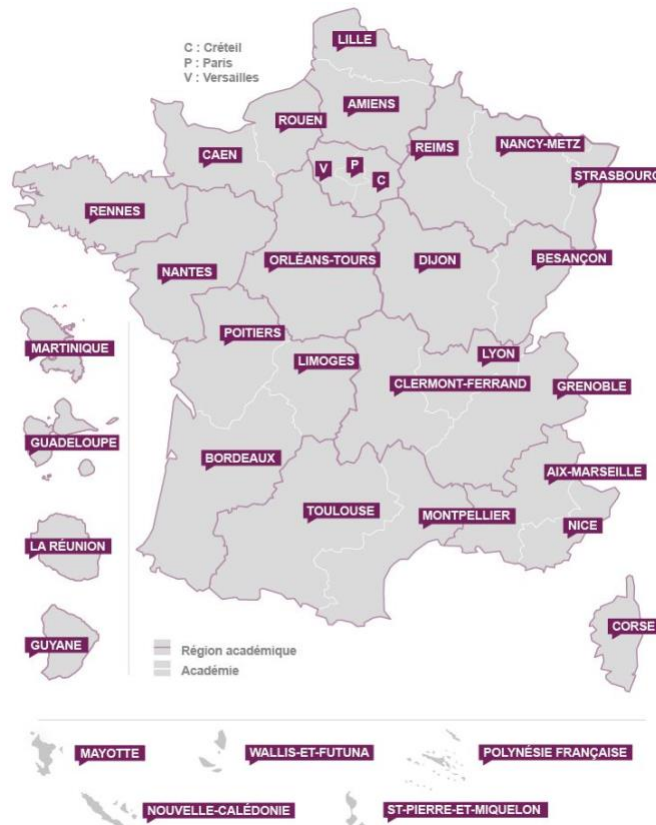 LILLE
C : Créteil
P : Paris
V : Versailles
AMIENS
ROUEN
REIMS
NANCY-METZ
CAEN
V
P
C
STRASBOURG
RENNES
NANTES
ORLÉANS-TOURS
DIJON
BESANÇON
POITIERS
MARTINIQUE
LIMOGES
LYON
CLERMONT-FERRAND
GRENOBLE
GUADELOUPE
BORDEAUX
AIX-MARSEILLE
TOULOUSE
MONTPELLIER
NICE
LA RÉUNION
GUYANE
CORSE
Région académique
Académie
MAYOTTE
WALLIS-ET-FUTUNA
POLYNÉSIE FRANÇAISE
NOUVELLE-CALÉDONIE
ST-PIERRE-ET-MIQUELON